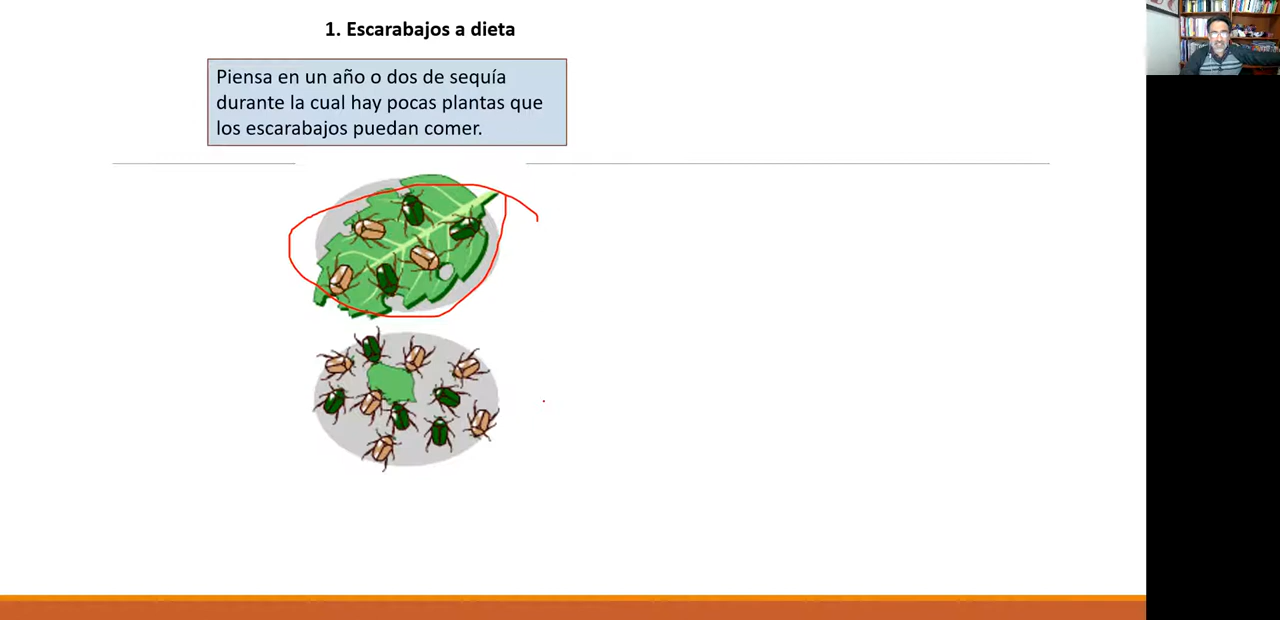 1. Escarabajos a dieta
Piensa en un año o dos de sequía
durante la cual hay pocas plantas que
los escarabajos puedan comer.